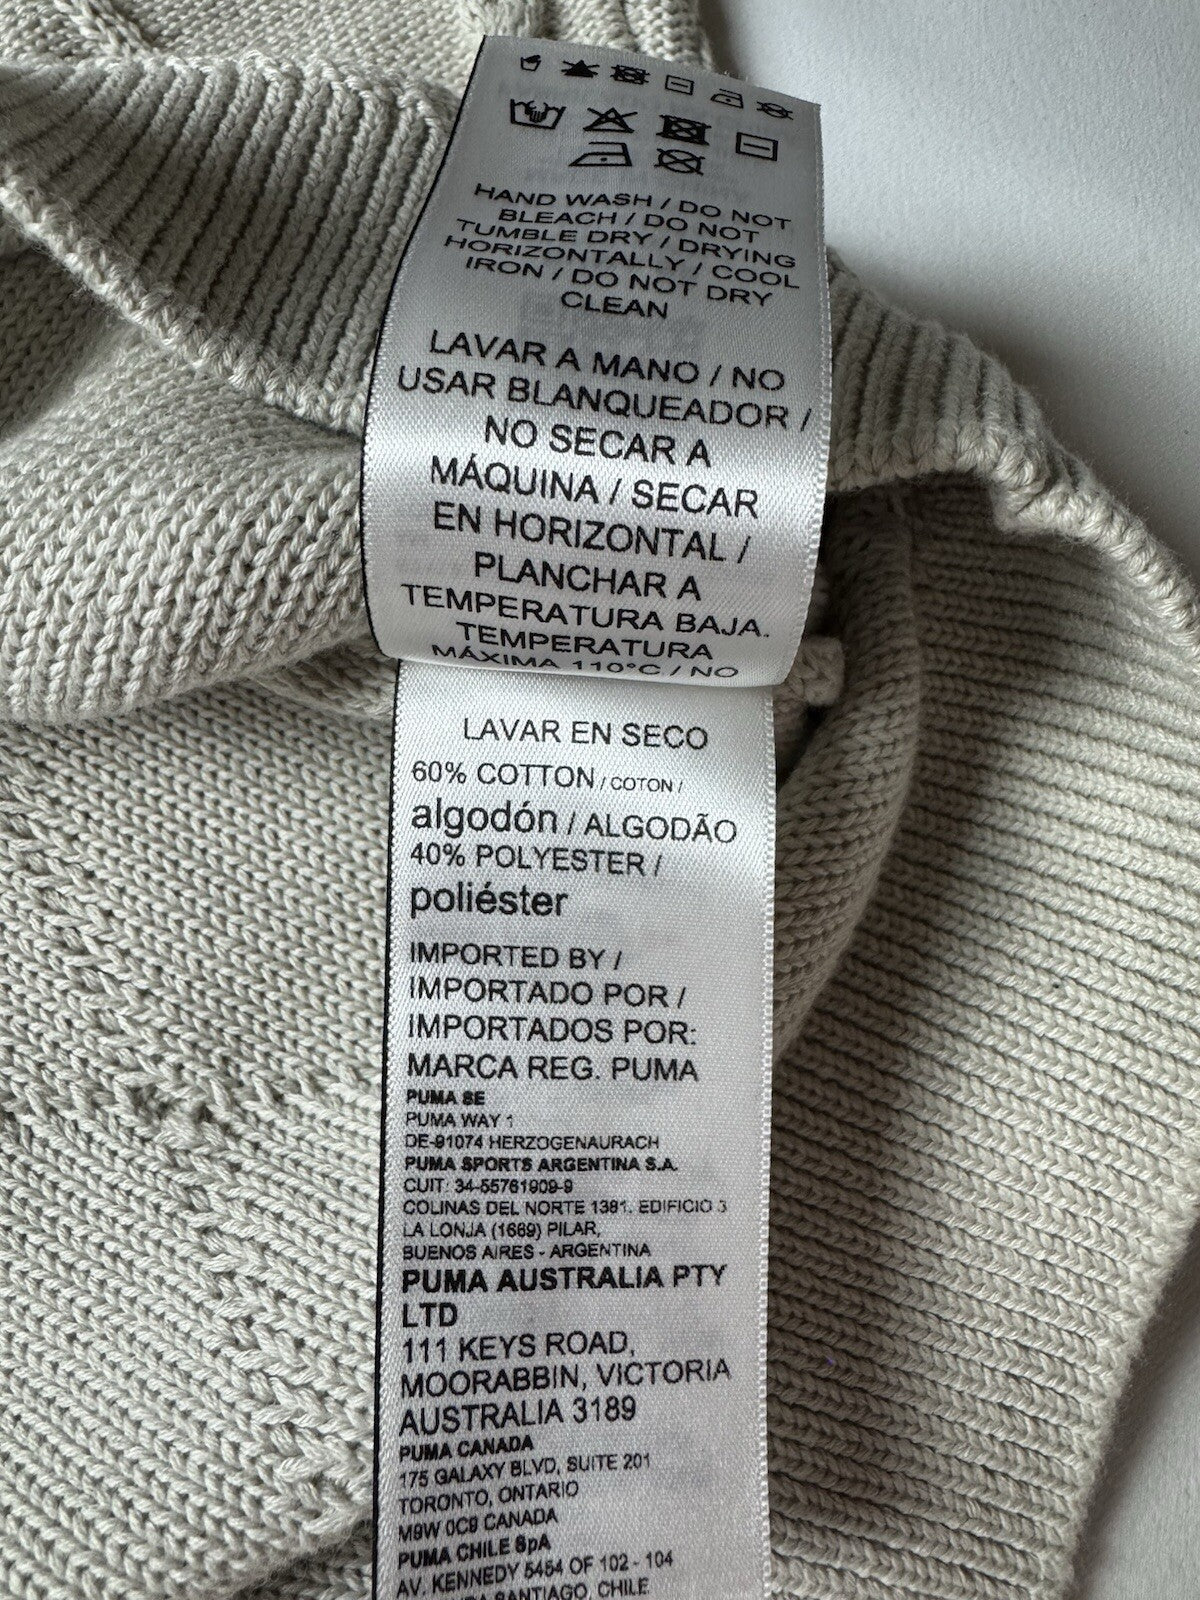 HAND WASH / DO NOT
BLEACH / DO NOT
TUMBLE DRY / DRYING
HORIZONTALLY / COOL
IRON / DO NOT DRY
CLEAN
LAVAR A MANO / NO
USAR BLANQUEADOR /
NO SECAR A
MÁQUINA / SECAR
EN HORIZONTAL /
PLANCHAR A
TEMPERATURA BAJA.
TEMPERATURA
MÁXIMA 110°C / NO
LAVAR EN SECO
60% COTTON / COTON /
algodón / ALGODÃO
40% POLYESTER /
poliéster
IMPORTED BY /
IMPORTADO POR /
IMPORTADOS POR:
MARCA REG. PUMA
PUMA SE
PUMA WAY 1
DE-91074 HERZOGENAURACH
PUMA SPORTS ARGENTINA S.A.
CUIT: 34-55761909-9
COLINAS DEL NORTE 1381. EDIFICIO 3
LA LONJA (1669) PILAR,
BUENOS AIRES - ARGENTINA
PUMA AUSTRALIA PTY
LTD
111 KEYS ROAD,
MOORABBIN, VICTORIA
AUSTRALIA 3189
PUMA CANADA
175 GALAXY BLVD, SUITE 201
TORONTO, ONTARIO
M9W 0C9 CANADA
PUMA CHILE SpA
AV. KENNEDY 5454 OF 102 - 104
SANTIAGO, CHILE